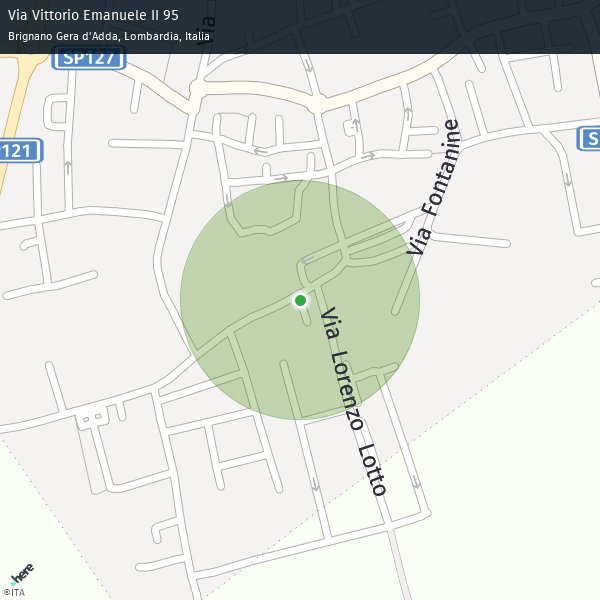 Via Vittorio Emanuele II 95
Brignano Gera d'Adda, Lombardia, Italia
Via
SP127
P121
S
Via Fontanine
Via Lorenzo Lotto
here
©ITA